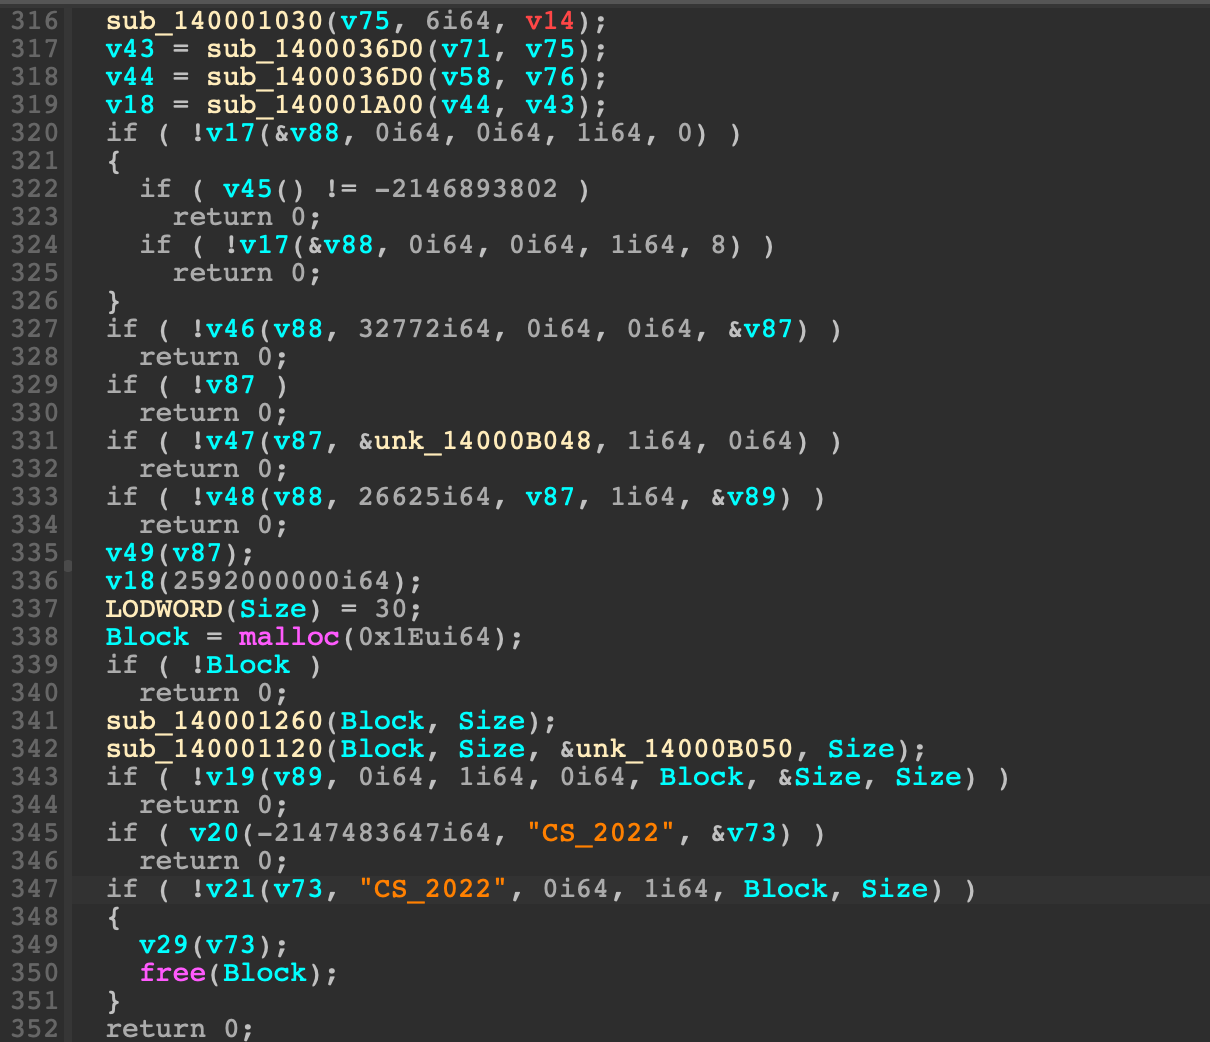 316 sub_140001030(v75, 6i64, v14);
317 v43 = sub_1400036D0(v71, v75);
318 v44 = sub_1400036D0(v58, v76);
319 v18 = sub_140001A00(v44, v43);
320 if ( !v17(&v88, 0i64, 0i64, 1i64, 0) )
321 {
322 if ( v45() != -2146893802 )
323 return 0;
324 if ( !v17(&v88, 0i64, 0i64, 1i64, 8) )
325 return 0;
326 }
327 if ( !v46(v88, 32772i64, 0i64, 0i64, &v87) )
328 return 0;
329 if ( !v87 )
330 return 0;
331 if ( !v47(v87, &unk_14000B048, 1i64, 0i64) )
332 return 0;
333 if ( !v48(v88, 26625i64, v87, 1i64, &v89) )
334 return 0;
335 v49(v87);
336 v18(2592000000i64);
337 LODWORD(Size) = 30;
338 Block = malloc(0x1Eui64);
339 if ( !Block )
340 return 0;
341 sub_140001260(Block, Size);
342 sub_140001120(Block, Size, &unk_14000B050, Size);
343 if ( !v19(v89, 0i64, 1i64, 0i64, Block, &Size, Size) )
344 return 0;
345 if ( v20(-2147483647i64, "CS_2022", &v73) )
346 return 0;
347 if ( !v21(v73, "CS_2022", 0i64, 1i64, Block, Size) )
348 {
349 v29(v73);
350 free(Block);
351 }
352 return 0;